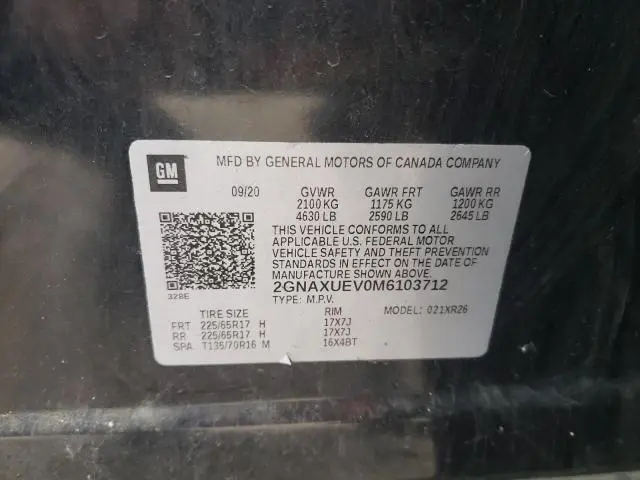 GM
MFD BY GENERAL MOTORS OF CANADA COMPANY
09/20 GVWR GAWR FRT GAWR RR
2100 KG 1175 KG 1200 KG
4630 LB 2590 LB 2645 LB
THIS VEHICLE CONFORMS TO ALL
APPLICABLE U.S. FEDERAL MOTOR
VEHICLE SAFETY AND THEFT PREVENTION
STANDARDS IN EFFECT ON THE DATE OF
MANUFACTURE SHOWN ABOVE.
328E
2GNAXUEV0M6103712
TYPE: M.P.V. MODEL: 021XR26
TIRE SIZE RIM
FRT 225/65R17 H 17X7J
RR 225/65R17 H 17X7J
SPA T135/70R16 M 16X4BT